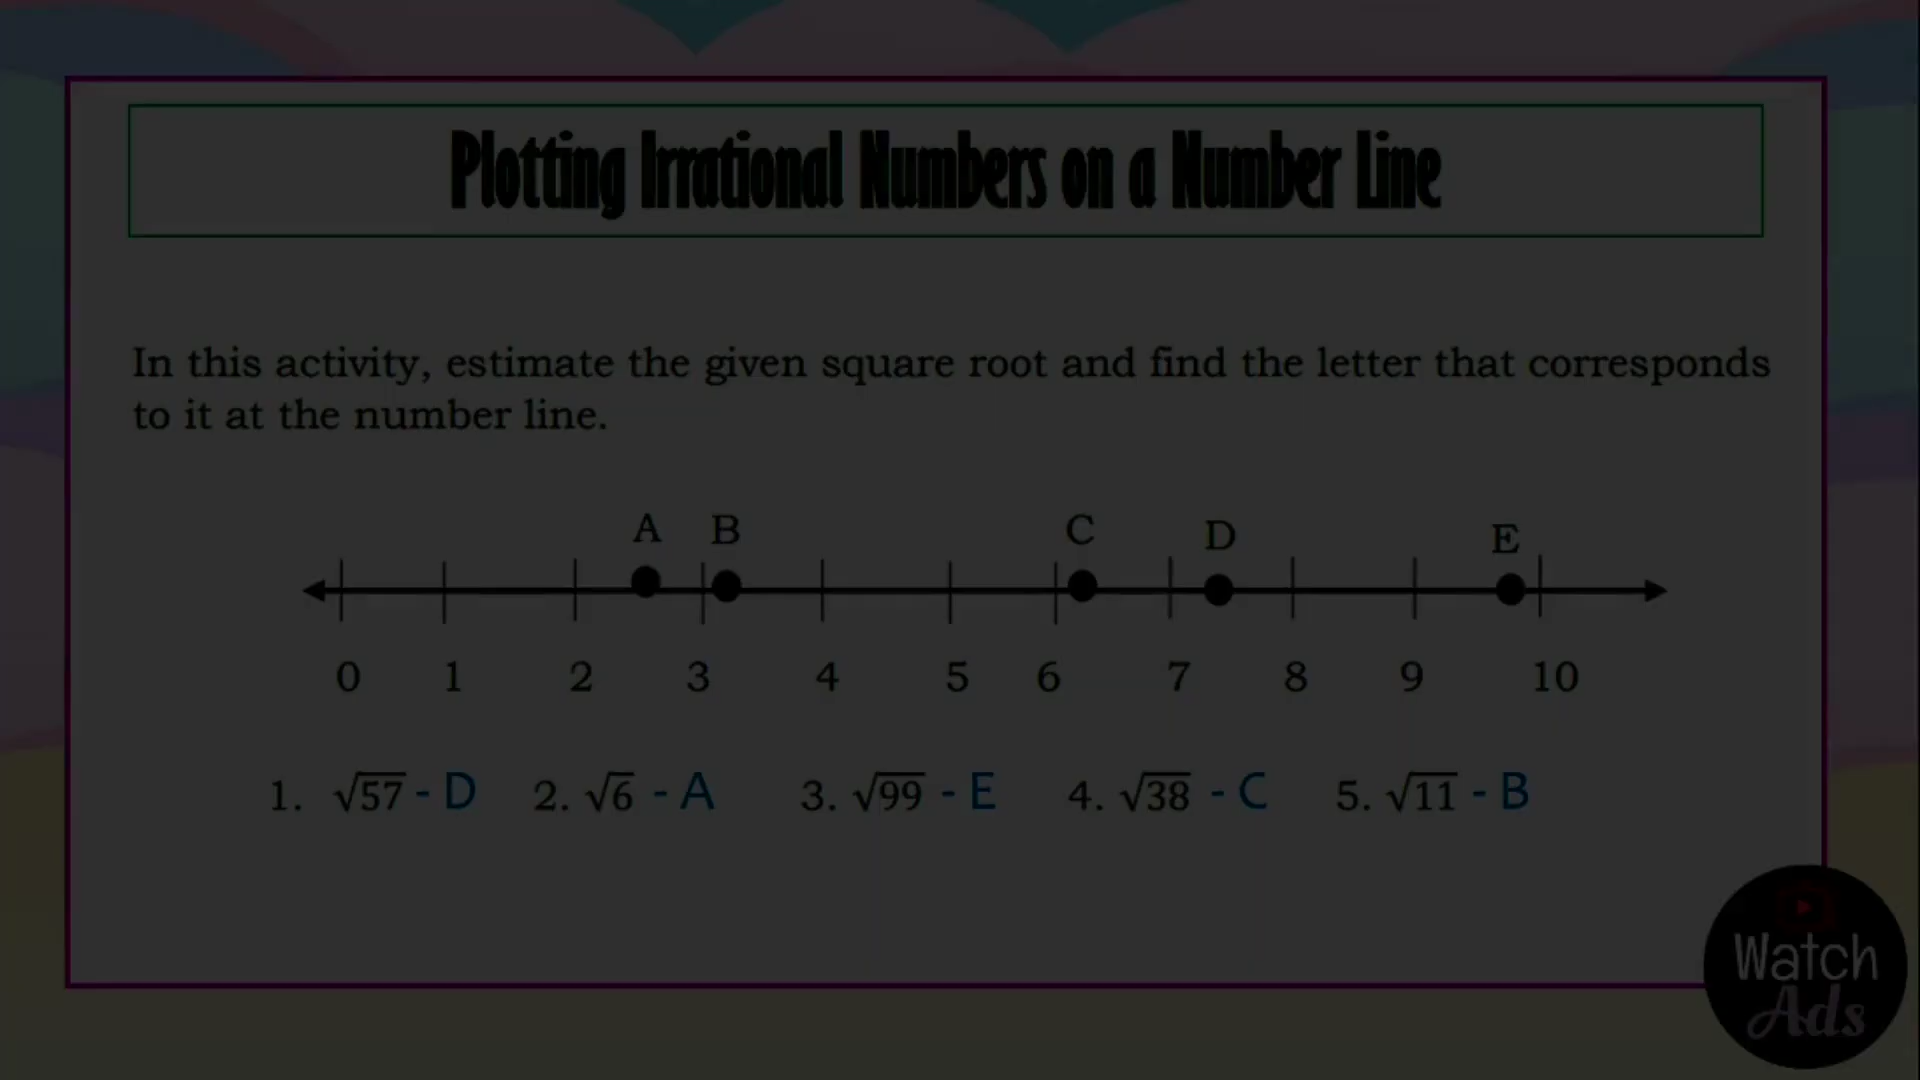 Plotting Irrational Numbers on a Number Line
In this activity, estimate the given square root and find the letter that corresponds
to it at the number line.
A B C D E
0 1 2 3 4 5 6 7 8 9 10
1. √57 - D 2. √6 - A 3. √99 - E 4. √38 - C 5. √11 - B
Watch
Ads